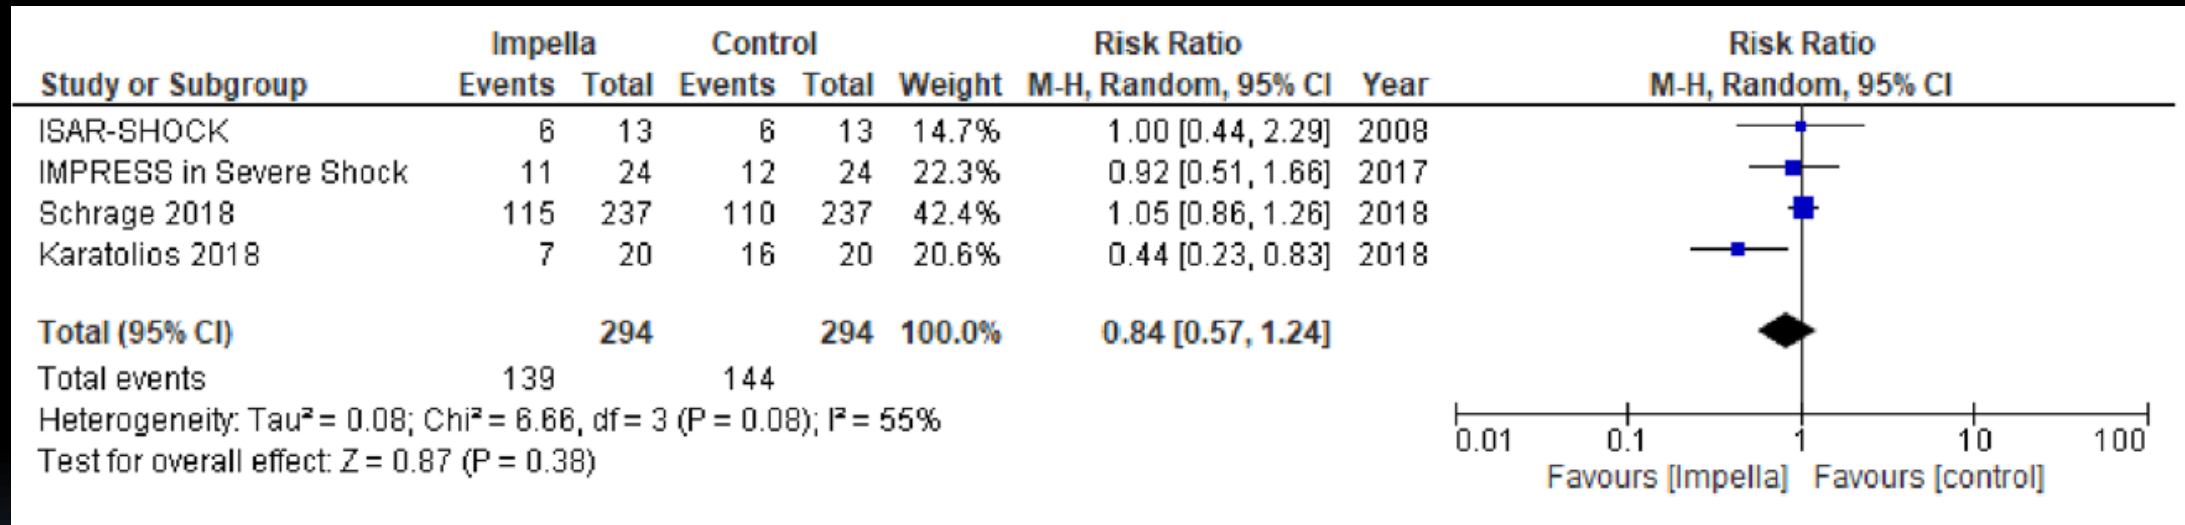 Impella Control Risk Ratio Risk Ratio
Study or Subgroup Events Total Events Total Weight M-H, Random, 95% CI Year M-H, Random, 95% CI
ISAR-SHOCK 6 13 6 13 14.7% 1.00 [0.44, 2.29] 2008
IMPRESS in Severe Shock 11 24 12 24 22.3% 0.92 [0.51, 1.66] 2017
Schrage 2018 115 237 110 237 42.4% 1.05 [0.86, 1.26] 2018
Karatolios 2018 7 20 16 20 20.6% 0.44 [0.23, 0.83] 2018
Total (95% CI) 294 294 100.0% 0.84 [0.57, 1.24]
Total events 139 144
Heterogeneity: Tau² = 0.08; Chi² = 6.66, df = 3 (P = 0.08); I² = 55%
Test for overall effect: Z = 0.87 (P = 0.38)
0.01 0.1 1 10 100
Favours [Impella] Favours [control]